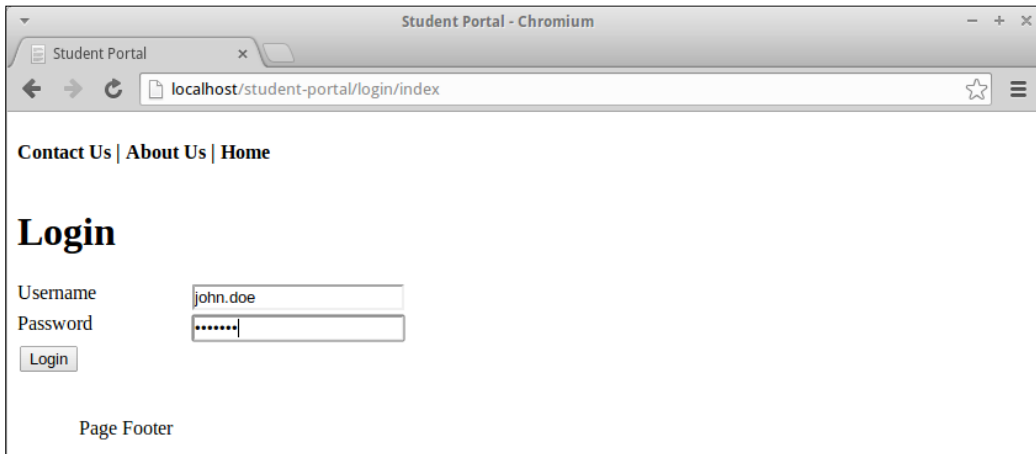 Student Portal - Chromium
Student Portal
localhost/student-portal/login/index
Contact Us | About Us | Home
Login
Username john.doe
Password •••••••
Login
Page Footer